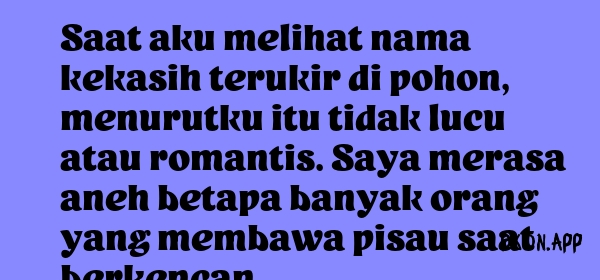 Saat aku melihat nama
kekasih terukir di pohon,
menurutku itu tidak lucu
atau romantis. Saya merasa
aneh betapa banyak orang
yang membawa pisau saat
berkencan